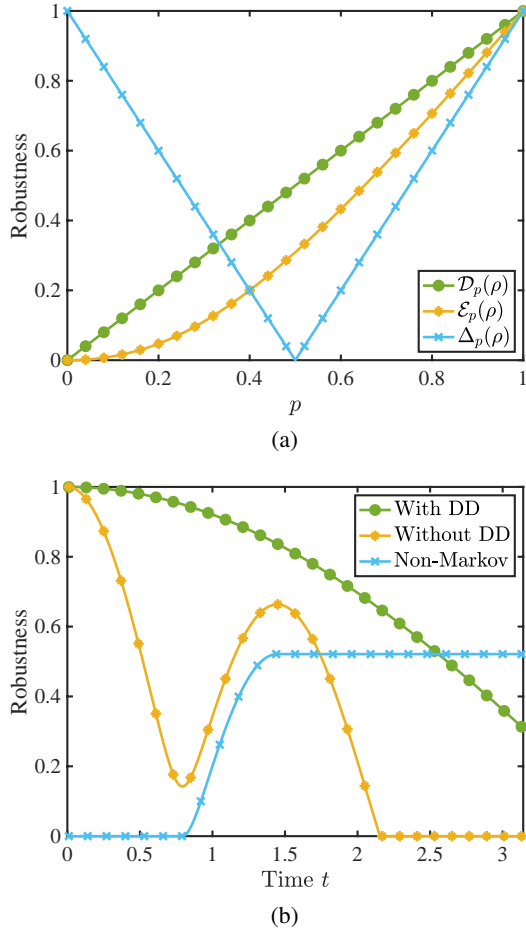 1
0.8
0.6
0.4
0.2
0
Robustness
0 0.2 0.4 0.6 0.8 1
p
𝒟ₚ(ρ)
ℰₚ(ρ)
Δₚ(ρ)
(a)
1
0.8
0.6
0.4
0.2
0
Robustness
With DD
Without DD
Non-Markov
0 0.5 1 1.5 2 2.5 3
Time t
(b)